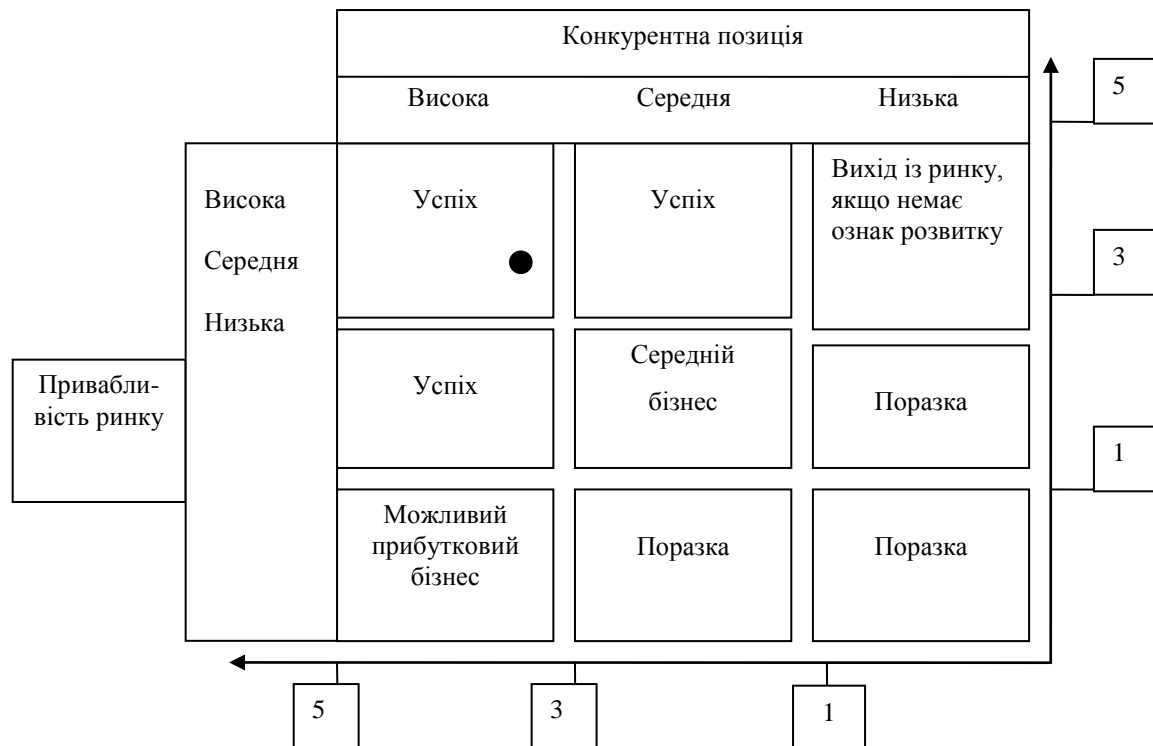 Конкурентна позиція
Висока
Середня
Низька
5
Висока
Середня
Низька
Успіх
Успіх
Вихід із ринку,
якщо немає
ознак розвитку
3
Привабли-
вість ринку
Успіх
Середній
бізнес
Поразка
1
Можливий
прибутковий
бізнес
Поразка
Поразка
5
3
1